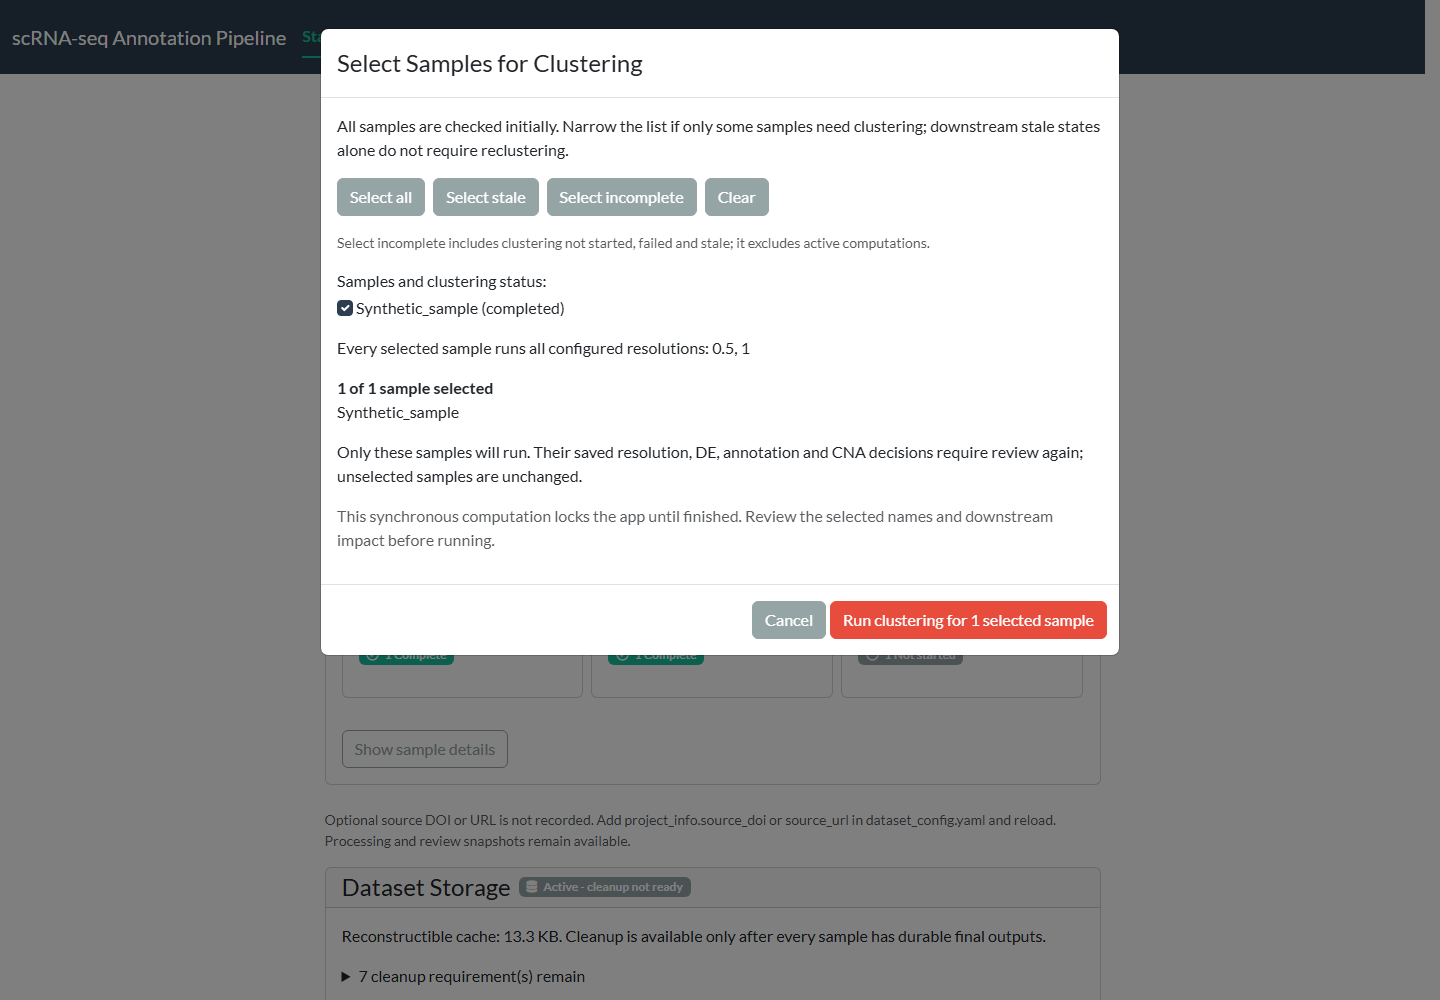 scRNA-seq Annotation Pipeline
Select Samples for Clustering
All samples are checked initially. Narrow the list if only some samples need clustering; downstream stale states
alone do not require reclustering.
Select all Select stale Select incomplete Clear
Select incomplete includes clustering not started, failed and stale; it excludes active computations.
Samples and clustering status:
Synthetic_sample (completed)
Every selected sample runs all configured resolutions: 0.5, 1
1 of 1 sample selected
Synthetic_sample
Only these samples will run. Their saved resolution, DE, annotation and CNA decisions require review again;
unselected samples are unchanged.
This synchronous computation locks the app until finished. Review the selected names and downstream
impact before running.
Cancel Run clustering for 1 selected sample
1 Complete 1 Complete 1 Not started
Show sample details
Optional source DOI or URL is not recorded. Add project_info.source_doi or source_url in dataset_config.yaml and reload.
Processing and review snapshots remain available.
Dataset Storage Active - cleanup not ready
Reconstructible cache: 13.3 KB. Cleanup is available only after every sample has durable final outputs.
7 cleanup requirement(s) remain